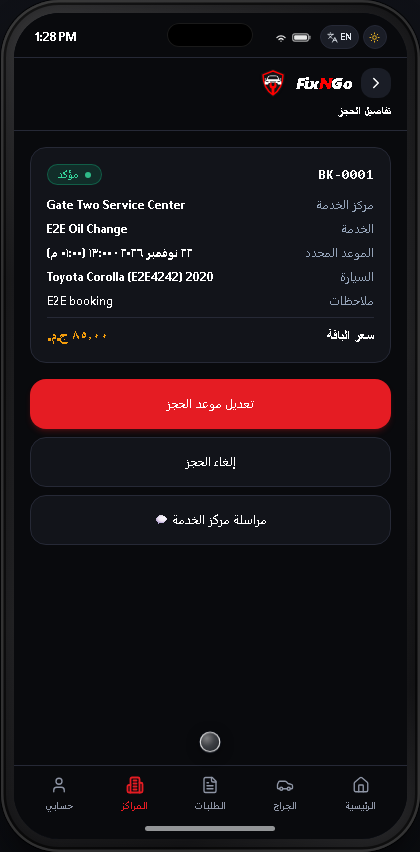 1:28 PM
EN
FixNGo
تفاصيل الحجز
BK-0001
مؤكد
مركز الخدمة Gate Two Service Center
الخدمة E2E Oil Change
الموعد المحدد ٢٢ نوفمبر ٢٠٢٦ · ١٣:٠٠ (٠١:٠٠ م)
السيارة Toyota Corolla (E2E4242) 2020
ملاحظات E2E booking
سعر الباقة ٨٥٫٠٠ ج.م.
تعديل موعد الحجز
إلغاء الحجز
مراسلة مركز الخدمة 💬
الرئيسية
الجراج
الطلبات
المراكز
حسابي